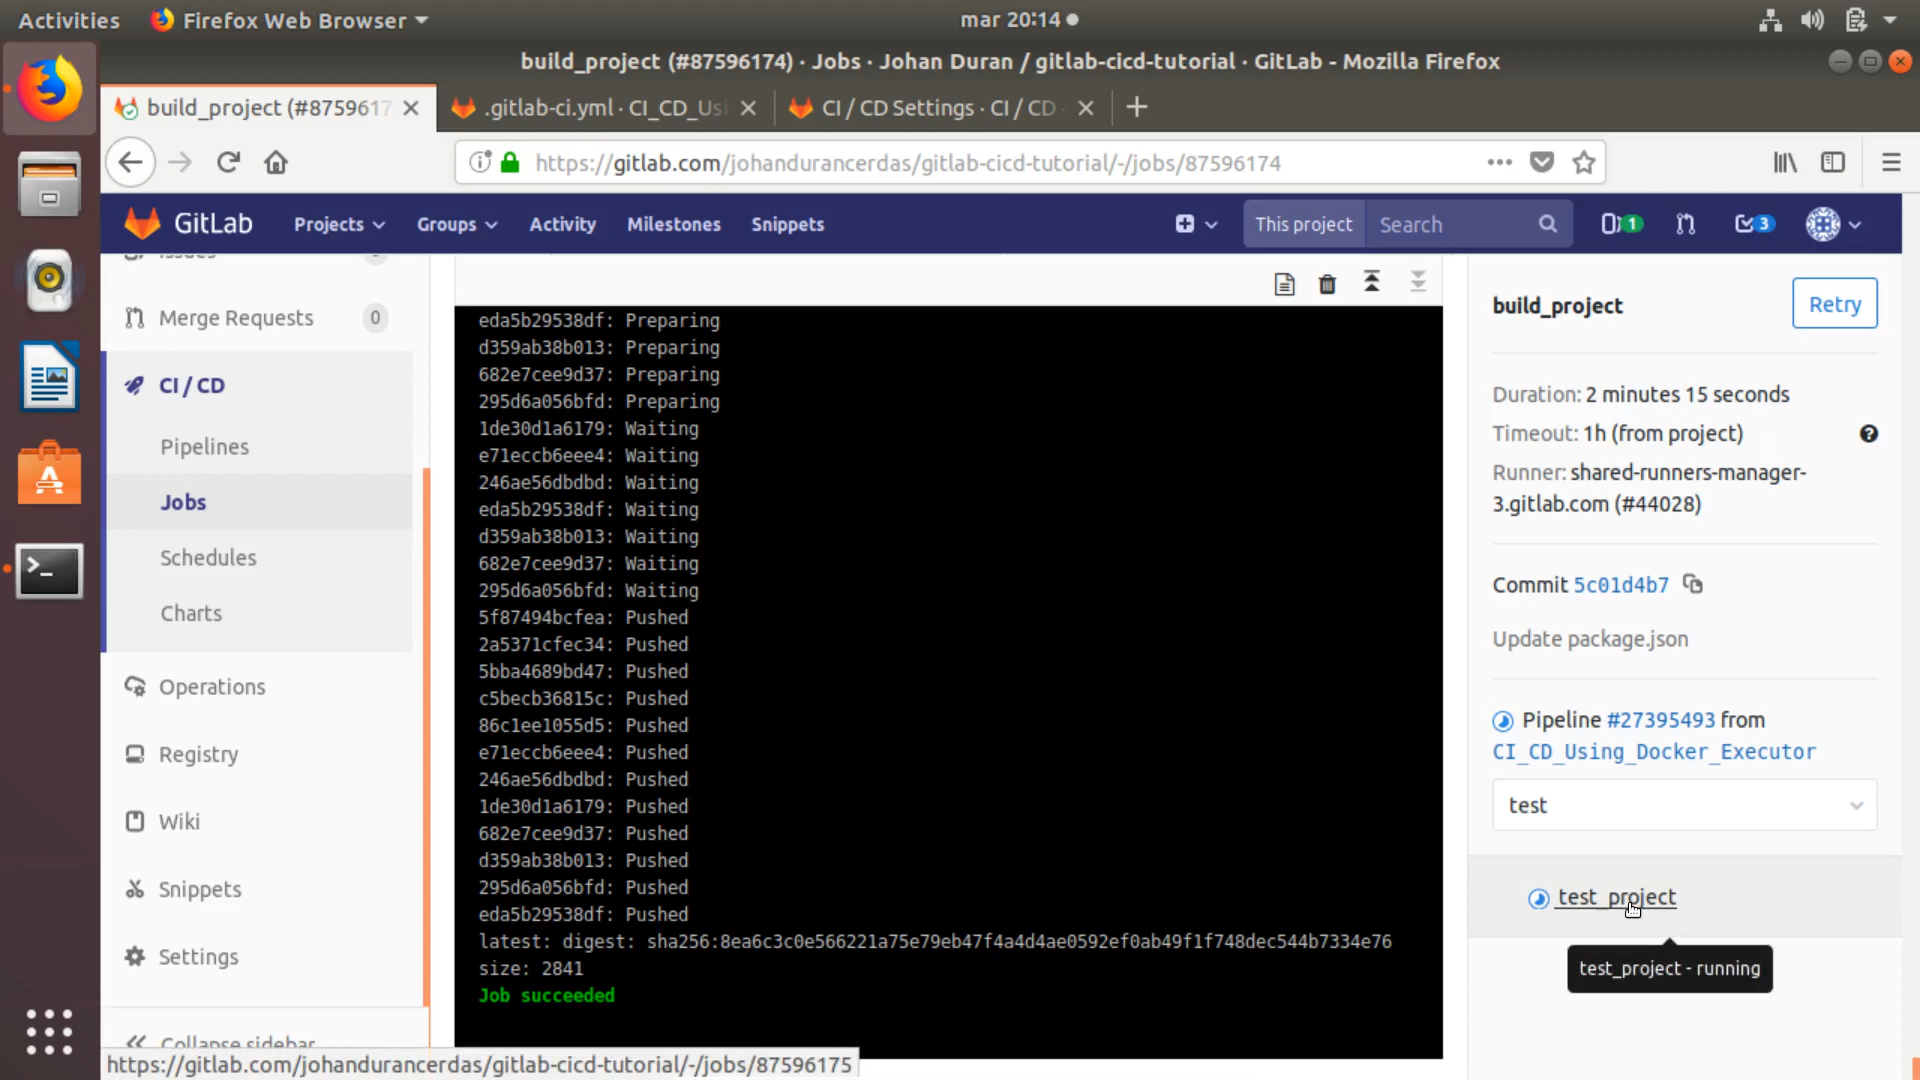 Activities
Firefox Web Browser
mar 20:14
build_project (#87596174) · Jobs · Johan Duran / gitlab-cicd-tutorial · GitLab - Mozilla Firefox
build_project (#8759617
.gitlab-ci.yml · CI_CD_Us
CI / CD Settings · CI / CD
https://gitlab.com/johandurancerdas/gitlab-cicd-tutorial/-/jobs/87596174
GitLab
Projects
Groups
Activity
Milestones
Snippets
This project
Search
1
3
Issues
Merge Requests 0
CI / CD
Pipelines
Jobs
Schedules
Charts
Operations
Registry
Wiki
Snippets
Settings
Collapse sidebar
https://gitlab.com/johandurancerdas/gitlab-cicd-tutorial/-/jobs/87596175
eda5b29538df: Preparing
d359ab38b013: Preparing
682e7cee9d37: Preparing
295d6a056bfd: Preparing
1de30d1a6179: Waiting
e71eccb6eee4: Waiting
246ae56dbdbd: Waiting
eda5b29538df: Waiting
d359ab38b013: Waiting
682e7cee9d37: Waiting
295d6a056bfd: Waiting
5f87494bcfea: Pushed
2a5371cfec34: Pushed
5bba4689bd47: Pushed
c5becb36815c: Pushed
86c1ee1055d5: Pushed
e71eccb6eee4: Pushed
246ae56dbdbd: Pushed
1de30d1a6179: Pushed
682e7cee9d37: Pushed
d359ab38b013: Pushed
295d6a056bfd: Pushed
eda5b29538df: Pushed
latest: digest: sha256:8ea6c3c0e566221a75e79eb47f4a4d4ae0592ef0ab49f1f748dec544b7334e76
size: 2841
Job succeeded
build_project
Retry
Duration: 2 minutes 15 seconds
Timeout: 1h (from project)
Runner: shared-runners-manager-
3.gitlab.com (#44028)
Commit 5c01d4b7
Update package.json
Pipeline #27395493 from
CI_CD_Using_Docker_Executor
test
test_project
test_project - running